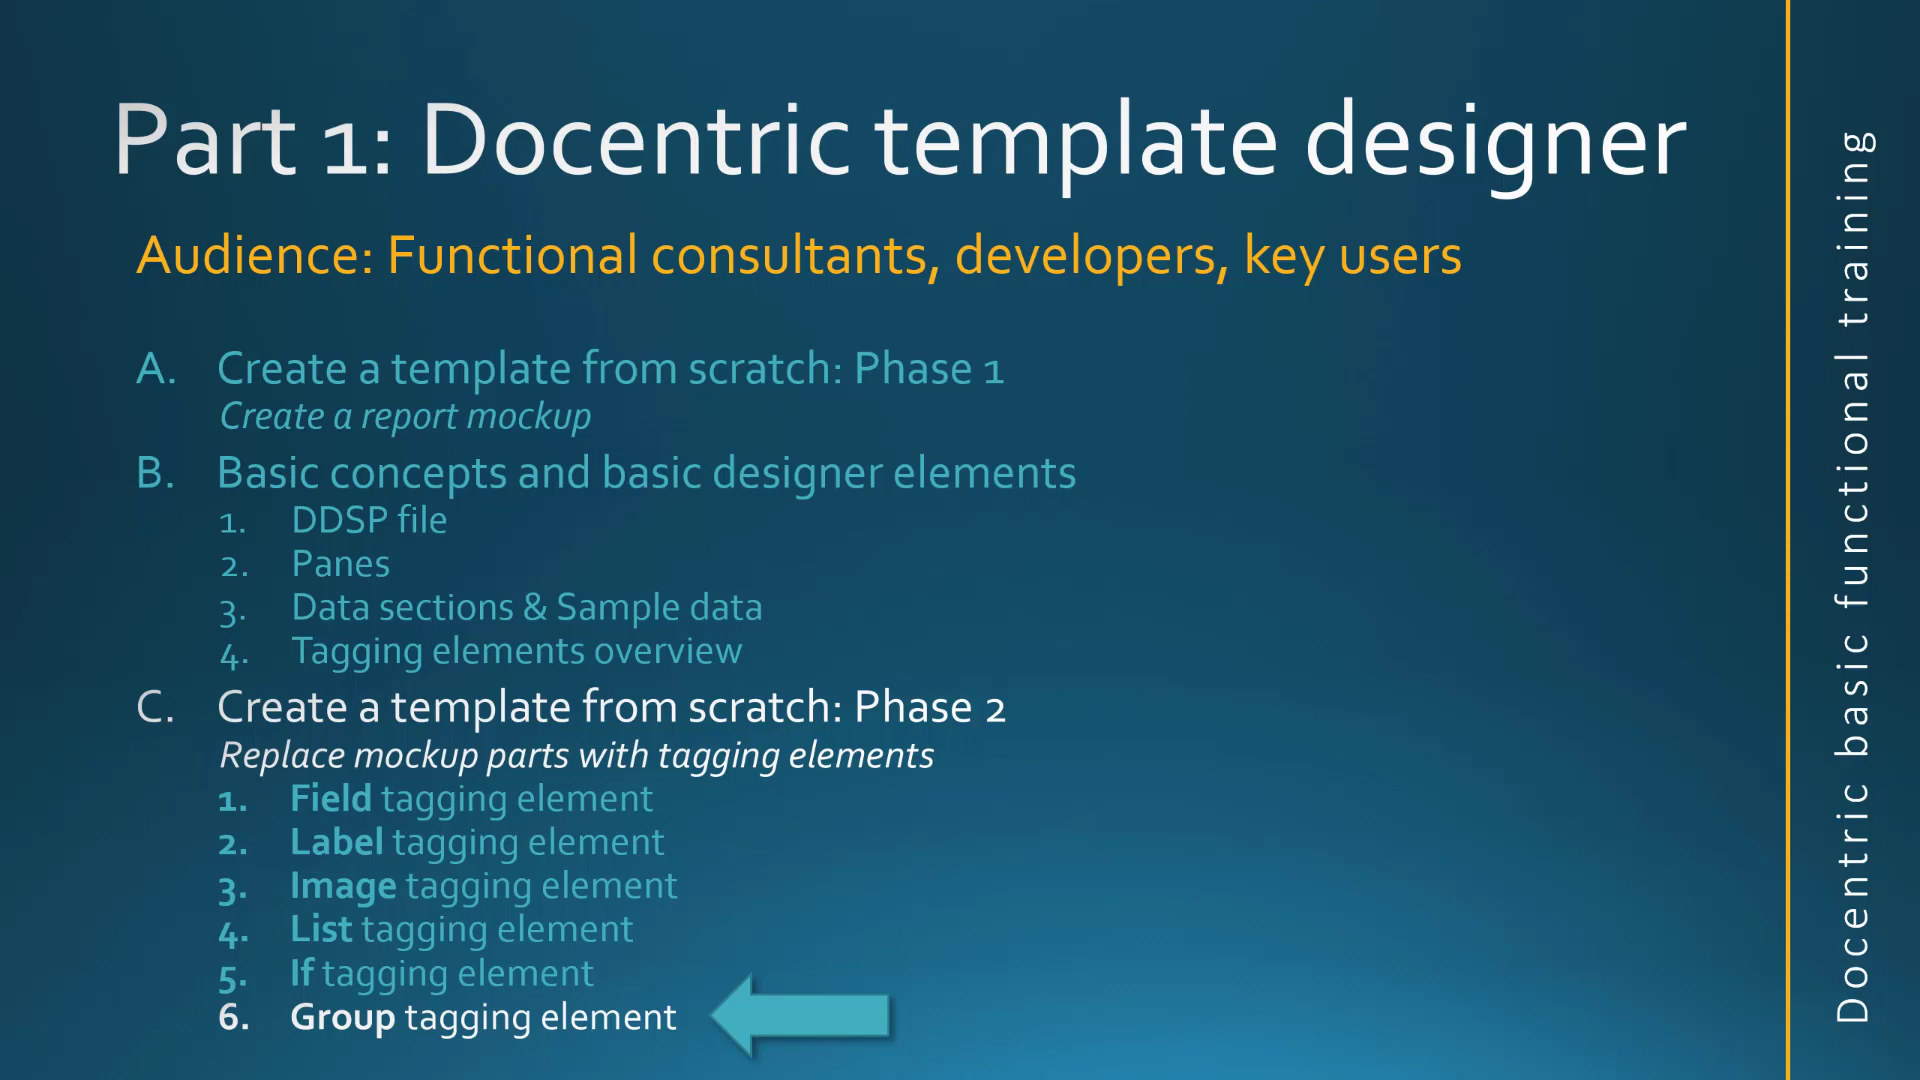 Part 1: Docentric template designer
Audience: Functional consultants, developers, key users
A. Create a template from scratch: Phase 1
Create a report mockup
B. Basic concepts and basic designer elements
1. DDSP file
2. Panes
3. Data sections & Sample data
4. Tagging elements overview
C. Create a template from scratch: Phase 2
Replace mockup parts with tagging elements
1. Field tagging element
2. Label tagging element
3. Image tagging element
4. List tagging element
5. If tagging element
6. Group tagging element
Docentric basic functional training